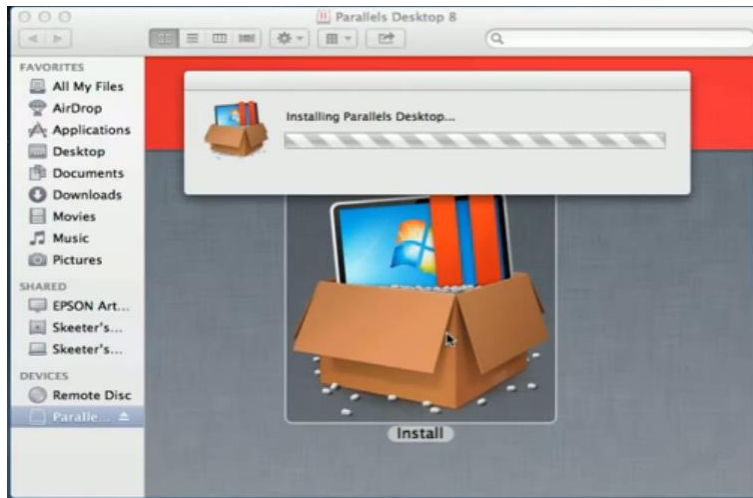 Parallels Desktop 8
FAVORITES
All My Files
AirDrop
Applications
Desktop
Documents
Downloads
Movies
Music
Pictures
SHARED
EPSON Art...
Skeeter's...
Skeeter's...
DEVICES
Remote Disc
Paralle...
Installing Parallels Desktop...
Install